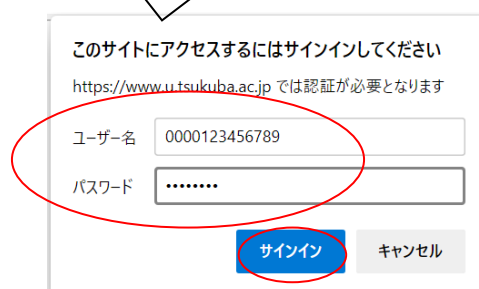 このサイトにアクセスするにはサインインしてください
https://www.u.tsukuba.ac.jp では認証が必要となります
ユーザー名 0000123456789
パスワード ••••••••
サインイン キャンセル